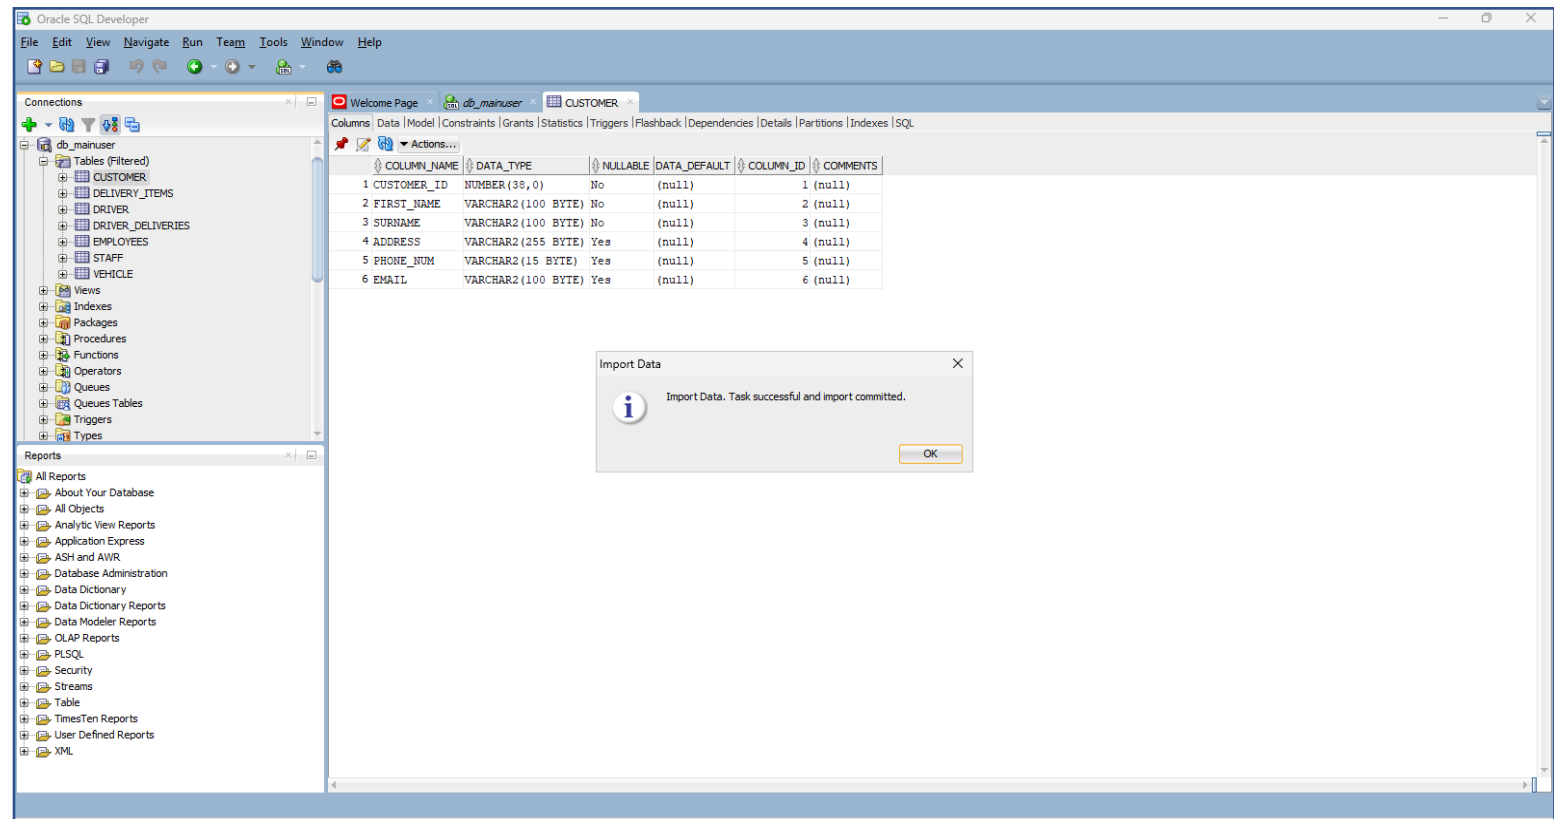 Oracle SQL Developer
File Edit View Navigate Run Team Tools Window Help
Connections
db_mainuser
Tables (Filtered)
CUSTOMER
DELIVERY_ITEMS
DRIVER
DRIVER_DELIVERIES
EMPLOYEES
STAFF
VEHICLE
Views
Indexes
Packages
Procedures
Functions
Operators
Queues
Queues Tables
Triggers
Types
Reports
All Reports
About Your Database
All Objects
Analytic View Reports
Application Express
ASH and AWR
Database Administration
Data Dictionary
Data Dictionary Reports
Data Modeler Reports
OLAP Reports
PLSQL
Security
Streams
Table
TimesTen Reports
User Defined Reports
XML
Welcome Page db_mainuser CUSTOMER
Columns Data | Model | Constraints | Grants | Statistics | Triggers | Flashback | Dependencies | Details | Partitions | Indexes | SQL
Actions...
COLUMN_NAME DATA_TYPE NULLABLE DATA_DEFAULT COLUMN_ID COMMENTS
1 CUSTOMER_ID NUMBER(38,0) No (null) 1 (null)
2 FIRST_NAME VARCHAR2(100 BYTE) No (null) 2 (null)
3 SURNAME VARCHAR2(100 BYTE) No (null) 3 (null)
4 ADDRESS VARCHAR2(255 BYTE) Yes (null) 4 (null)
5 PHONE_NUM VARCHAR2(15 BYTE) Yes (null) 5 (null)
6 EMAIL VARCHAR2(100 BYTE) Yes (null) 6 (null)
Import Data
Import Data. Task successful and import committed.
OK